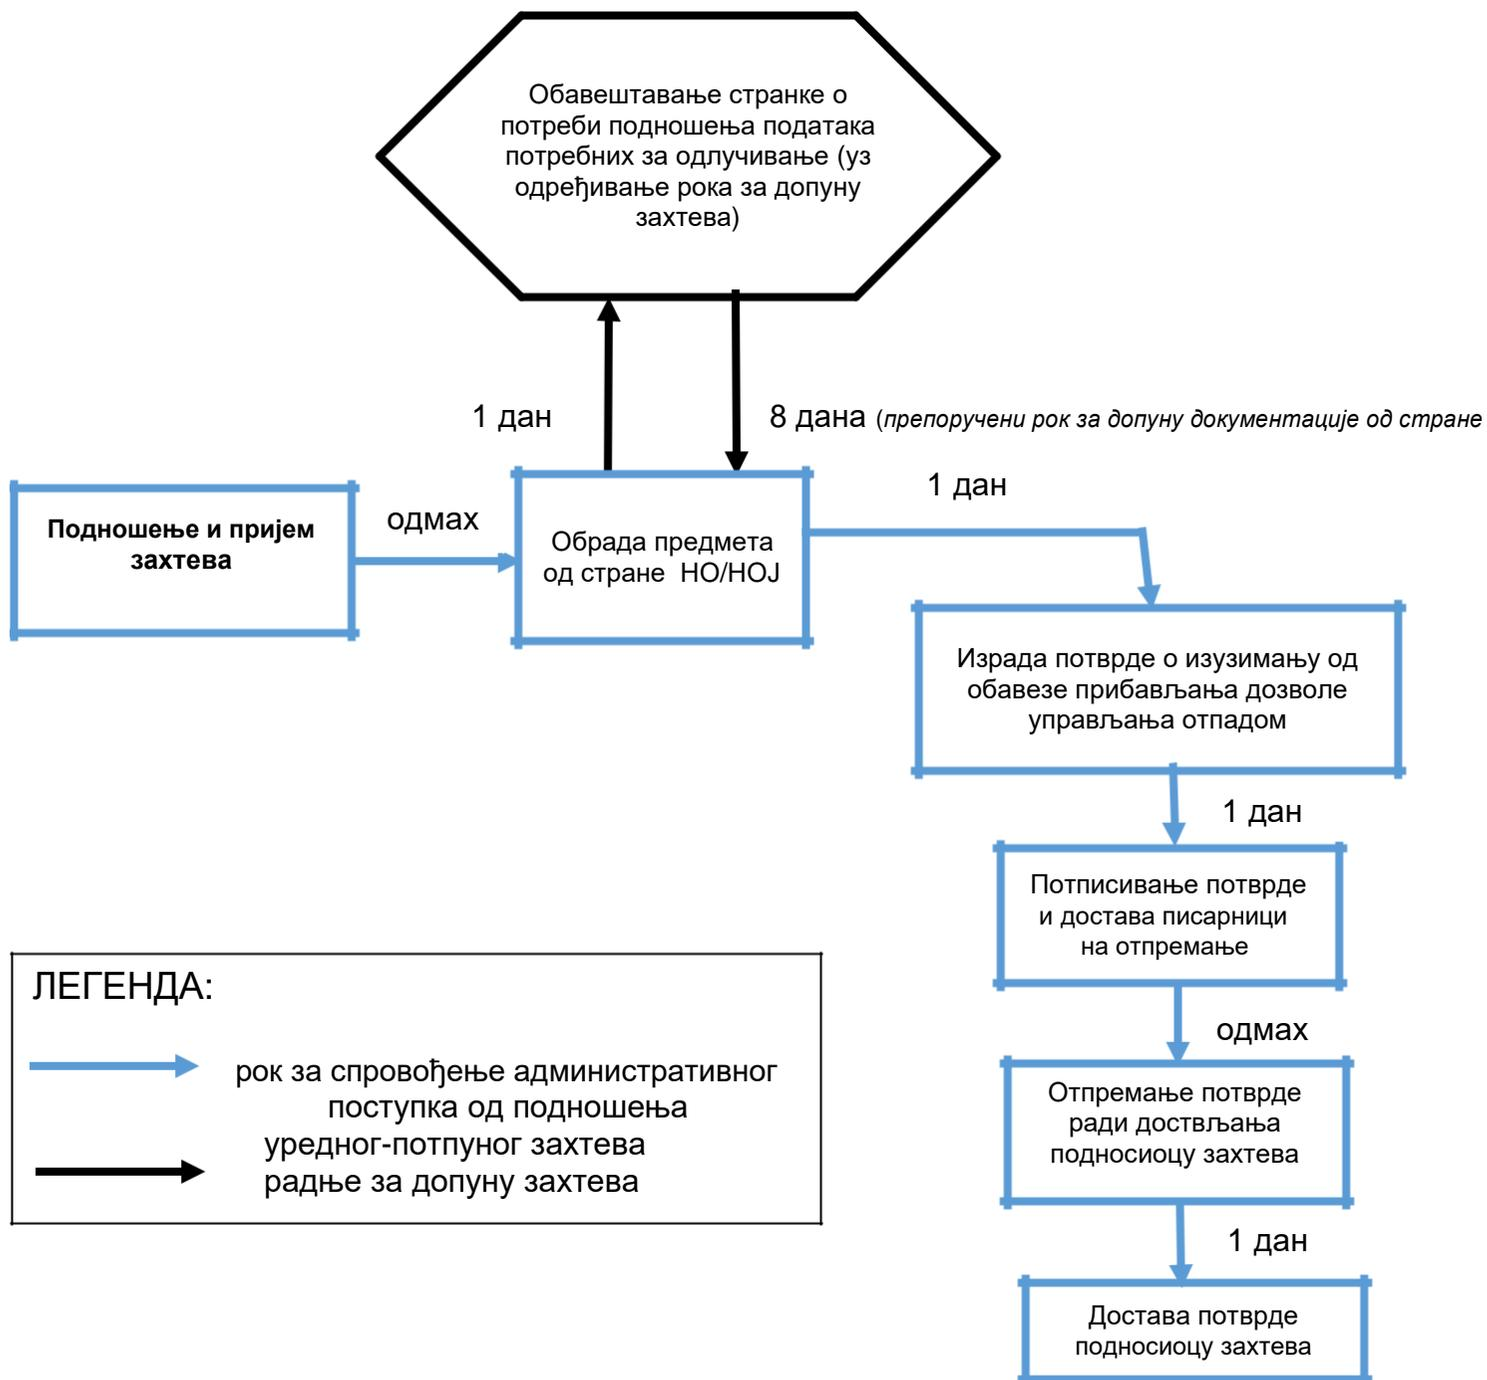 Обавештавање странке о
потреби подношења података
потребних за одлучивање (уз
одређивање рока за допуну
захтева)
1 дан
8 дана (препоручени рок за допуну документације од стране
Подношење и пријем
захтева
одмах
Обрада предмета
од стране НО/НОЈ
1 дан
Израда потврде о изузимању од
обавезе прибављања дозволе
управљања отпадом
1 дан
Потписивање потврде
и достава писарници
на отпремање
одмах
Отпремање потврде
ради доствљања
подносиоцу захтева
1 дан
Достава потврде
подносиоцу захтева
ЛЕГЕНДА:
рок за спровођење административног
поступка од подношења
уредног-потпуног захтева
радње за допуну захтева